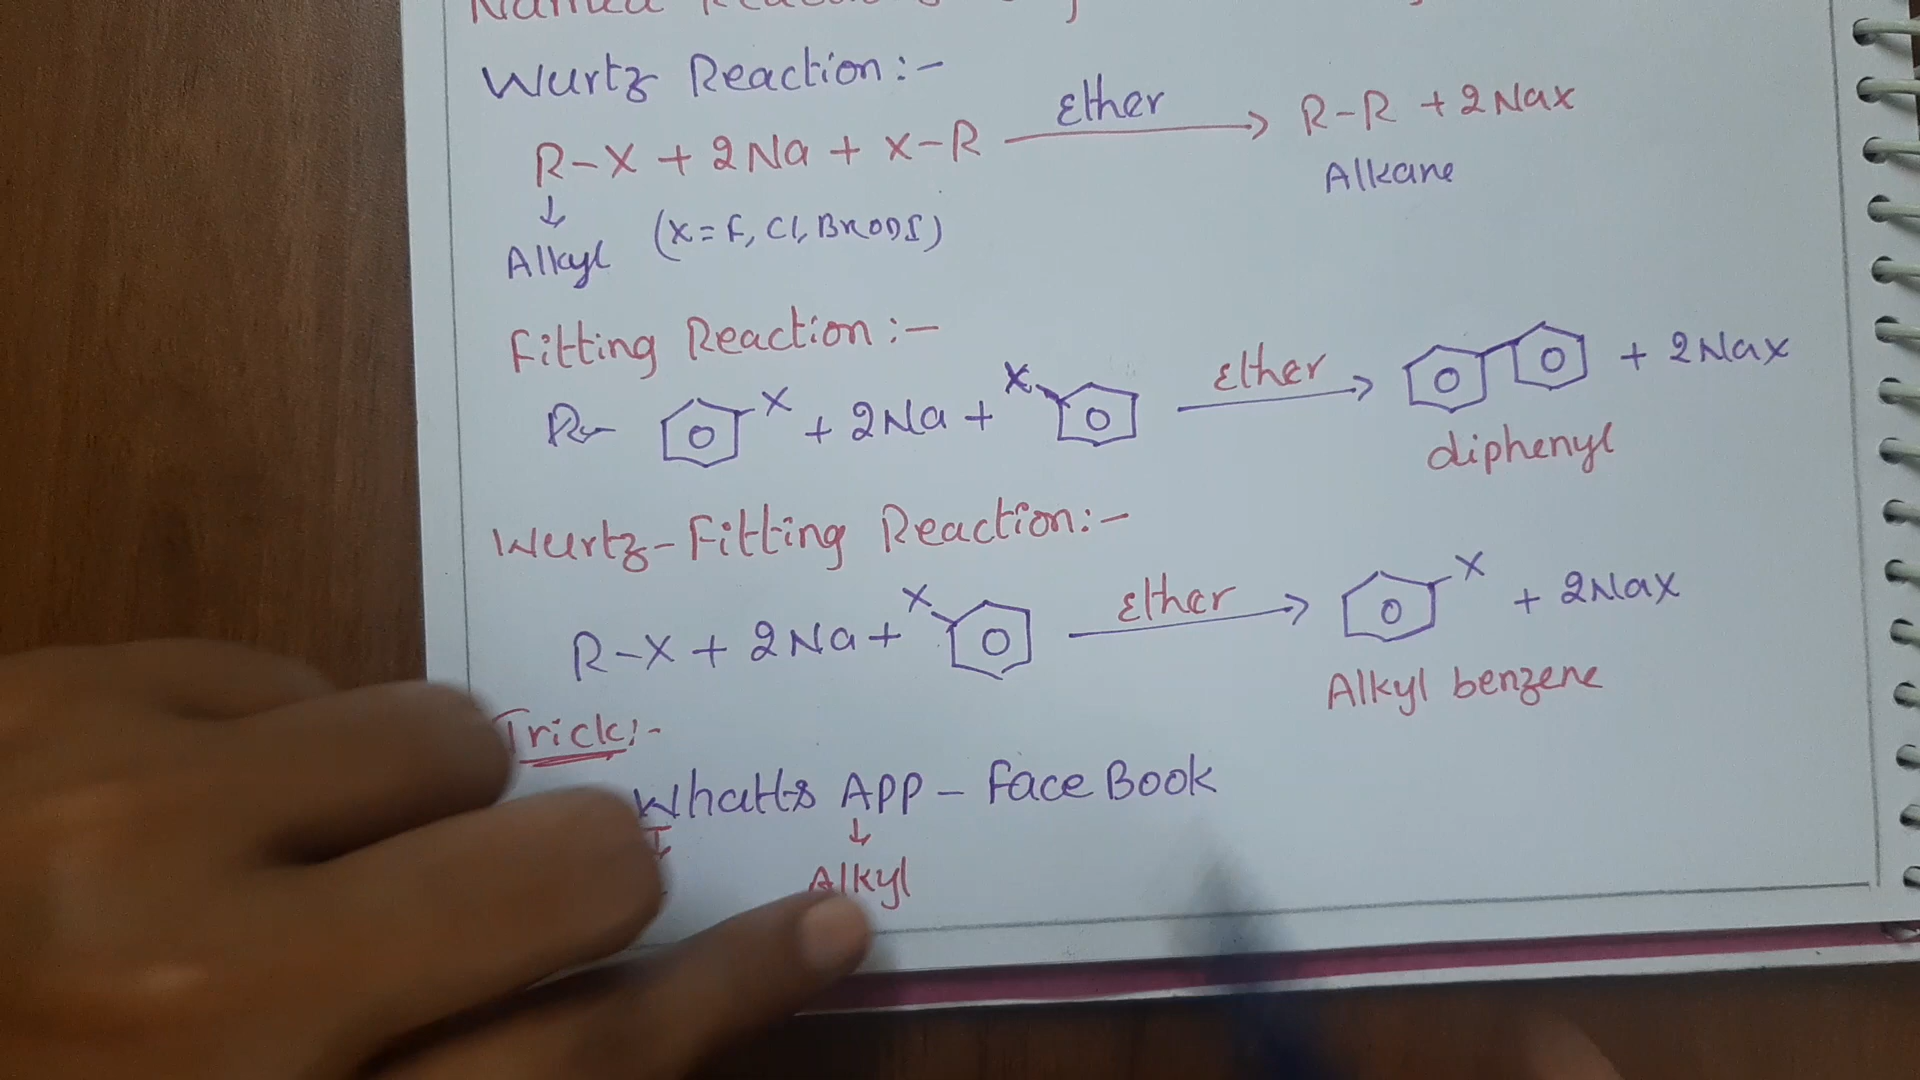 Wurtz Reaction:-
R-X + 2Na + X-R Ether → R-R + 2NaX
↓ Alkane
Alkyl (X = F, Cl, Br or I)
Fitting Reaction:-
R- X + 2Na + X Ether → + 2NaX
diphenyl
Wurtz-Fitting Reaction:-
R-X + 2Na + X Ether → X + 2NaX
Alkyl benzene
Trick:-
Whatts APP - Face Book
↓ ↓
Alkyl